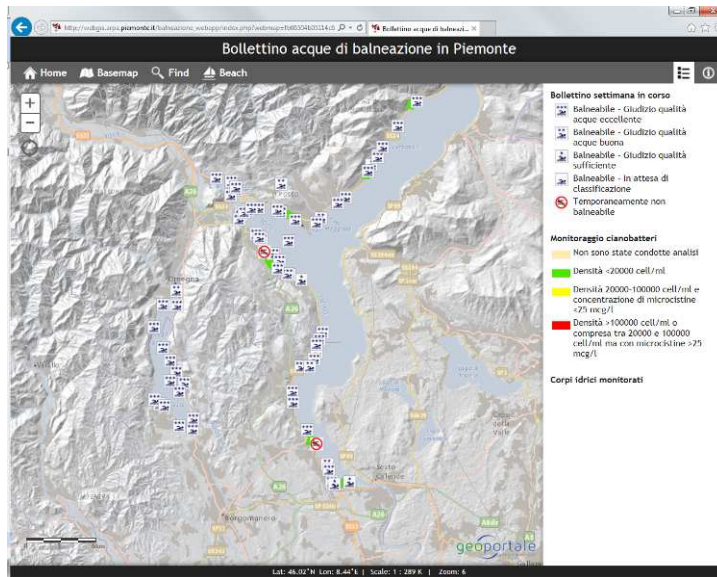 Bollettino acque di balneazione in Piemonte
Home Basemap Find Beach
Bollettino settimana in corso
Balneabile - Giudizio qualità
acque eccellente
Balneabile - Giudizio qualità
acque buona
Balneabile - Giudizio qualità
sufficiente
Balneabile - In attesa di
classificazione
Temporaneamente non
balneabile
Monitoraggio cianobatteri
Non sono state condotte analisi
Densità <20000 cell/ml
Densità 20000-100000 cell/ml e
concentrazione di microcistine
<25 mcg/l
Densità >100000 cell/ml o
compresa tra 20000 e 100000
cell/ml ma con microcistine >25
mcg/l
Corpi idrici monitorati
A26
Omegna
A26
Borgomanero
A26
geoportale
Lat: 46.02°N Lon: 8.44°E | Scale: 1 : 289 K | Zoom: 6